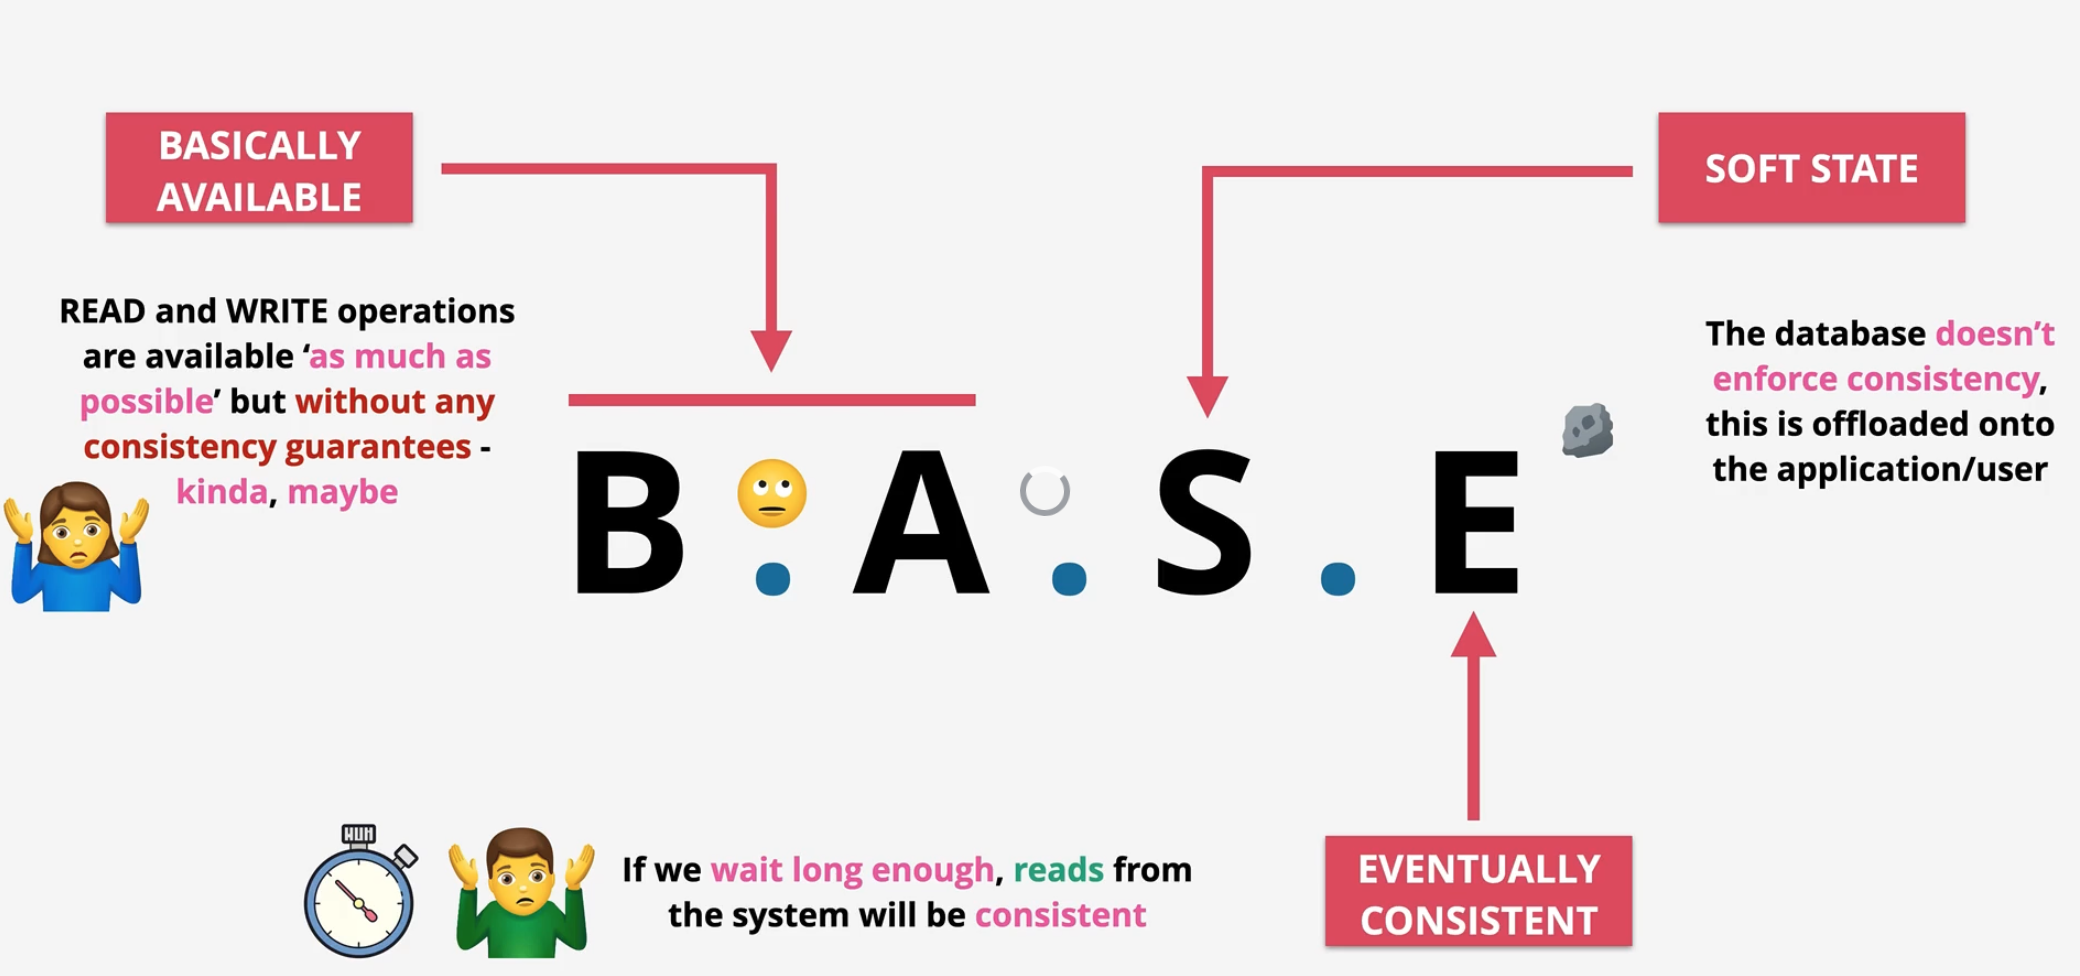 BASICALLY
AVAILABLE
SOFT STATE
READ and WRITE operations
are available ‘as much as
possible’ but without any
consistency guarantees -
kinda, maybe
The database doesn’t
enforce consistency,
this is offloaded onto
the application/user
B.A.S.E
If we wait long enough, reads from
the system will be consistent
EVENTUALLY
CONSISTENT